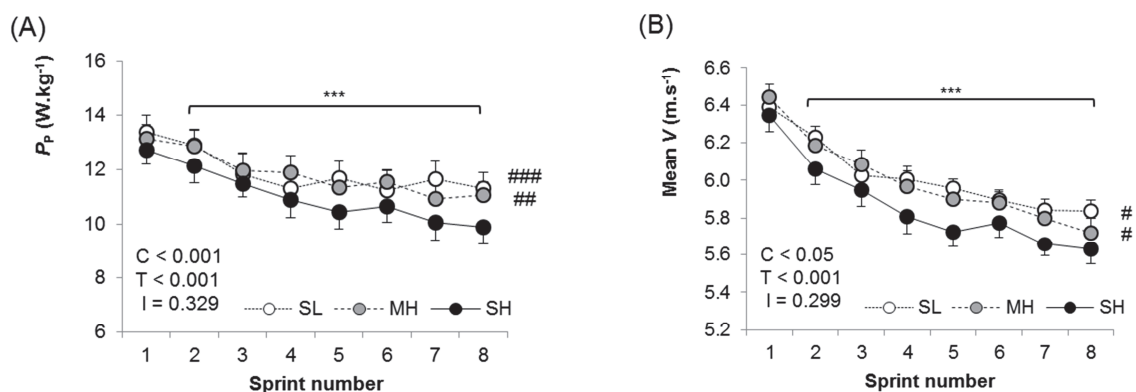 (A)
P_P (W.kg⁻¹)
16
14
12
10
8
6
***
###
##
C < 0.001
T < 0.001
I = 0.329
SL MH SH
1 2 3 4 5 6 7 8
Sprint number
(B)
Mean V (m.s⁻¹)
6.6
6.4
6.2
6.0
5.8
5.6
5.4
5.2
***
#
#
C < 0.05
T < 0.001
I = 0.299
SL MH SH
1 2 3 4 5 6 7 8
Sprint number